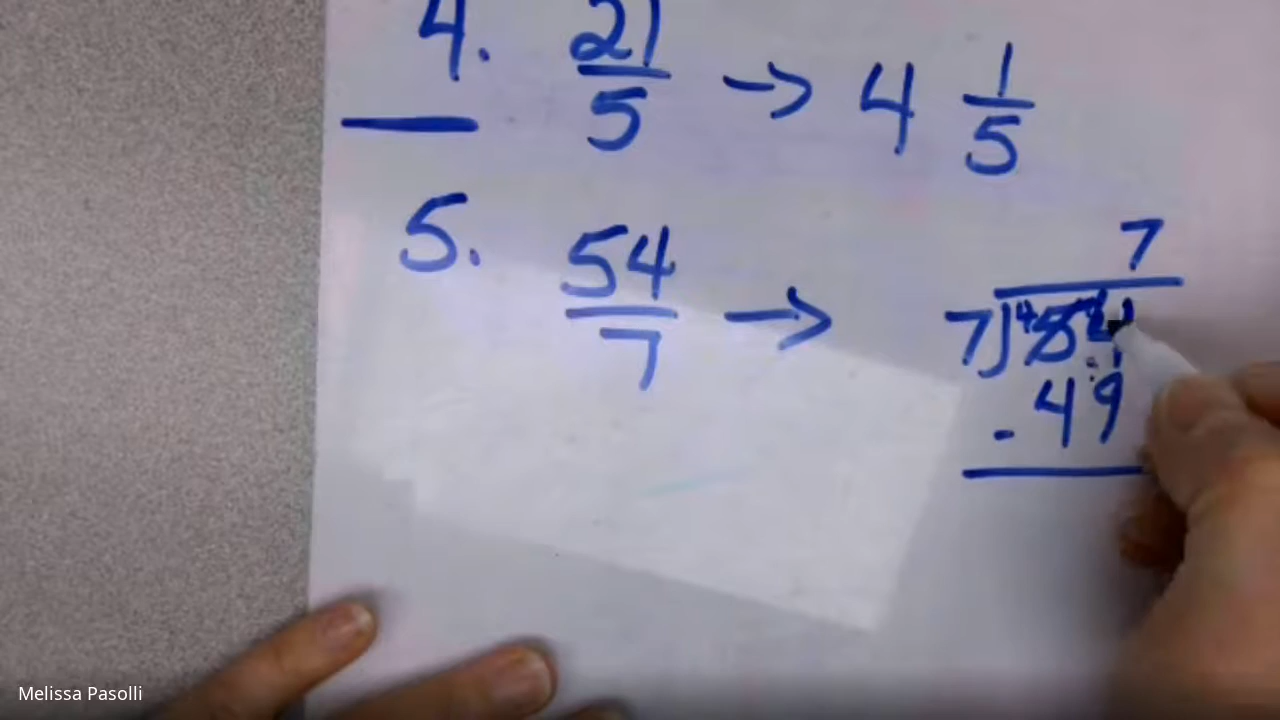 4. 21/5 → 4 1/5
5. 54/7 →
7
7) 54
- 49
Melissa Pasolli